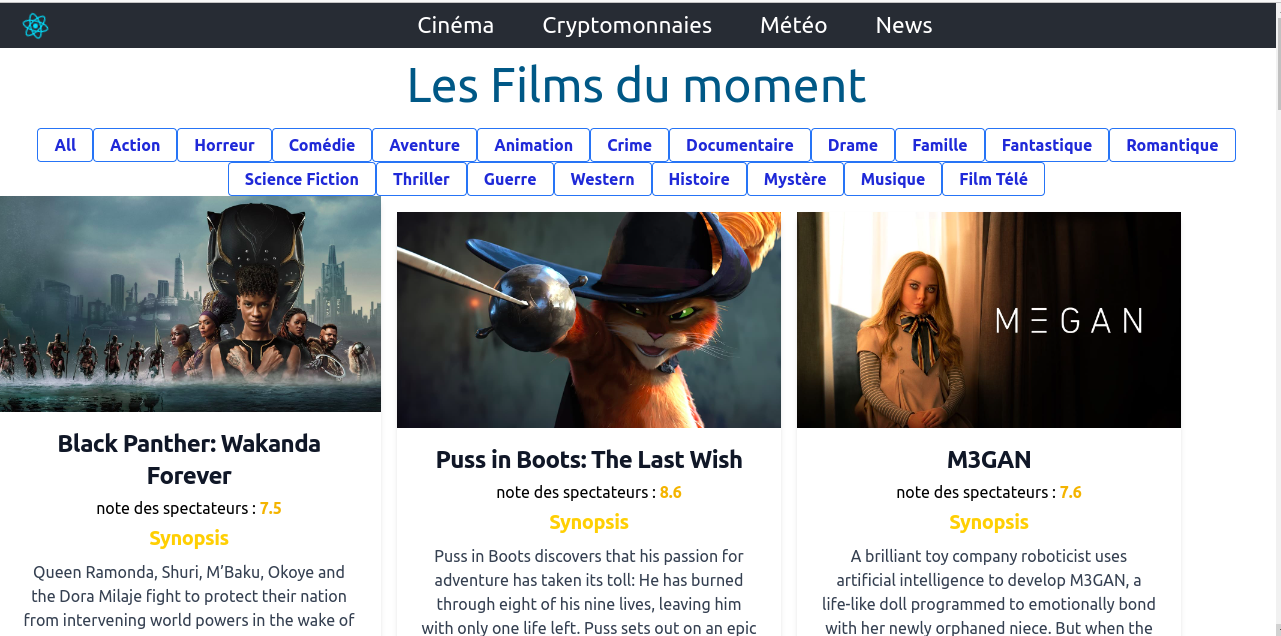 Cinéma Cryptomonnaies Météo News
Les Films du moment
All Action Horreur Comédie Aventure Animation Crime Documentaire Drame Famille Fantastique Romantique
Science Fiction Thriller Guerre Western Histoire Mystère Musique Film Télé
Black Panther: Wakanda
Forever
note des spectateurs : 7.5
Synopsis
Queen Ramonda, Shuri, M’Baku, Okoye and
the Dora Milaje fight to protect their nation
from intervening world powers in the wake of
Puss in Boots: The Last Wish
note des spectateurs : 8.6
Synopsis
Puss in Boots discovers that his passion for
adventure has taken its toll: He has burned
through eight of his nine lives, leaving him
with only one life left. Puss sets out on an epic
MΞGAN
M3GAN
note des spectateurs : 7.6
Synopsis
A brilliant toy company roboticist uses
artificial intelligence to develop M3GAN, a
life-like doll programmed to emotionally bond
with her newly orphaned niece. But when the